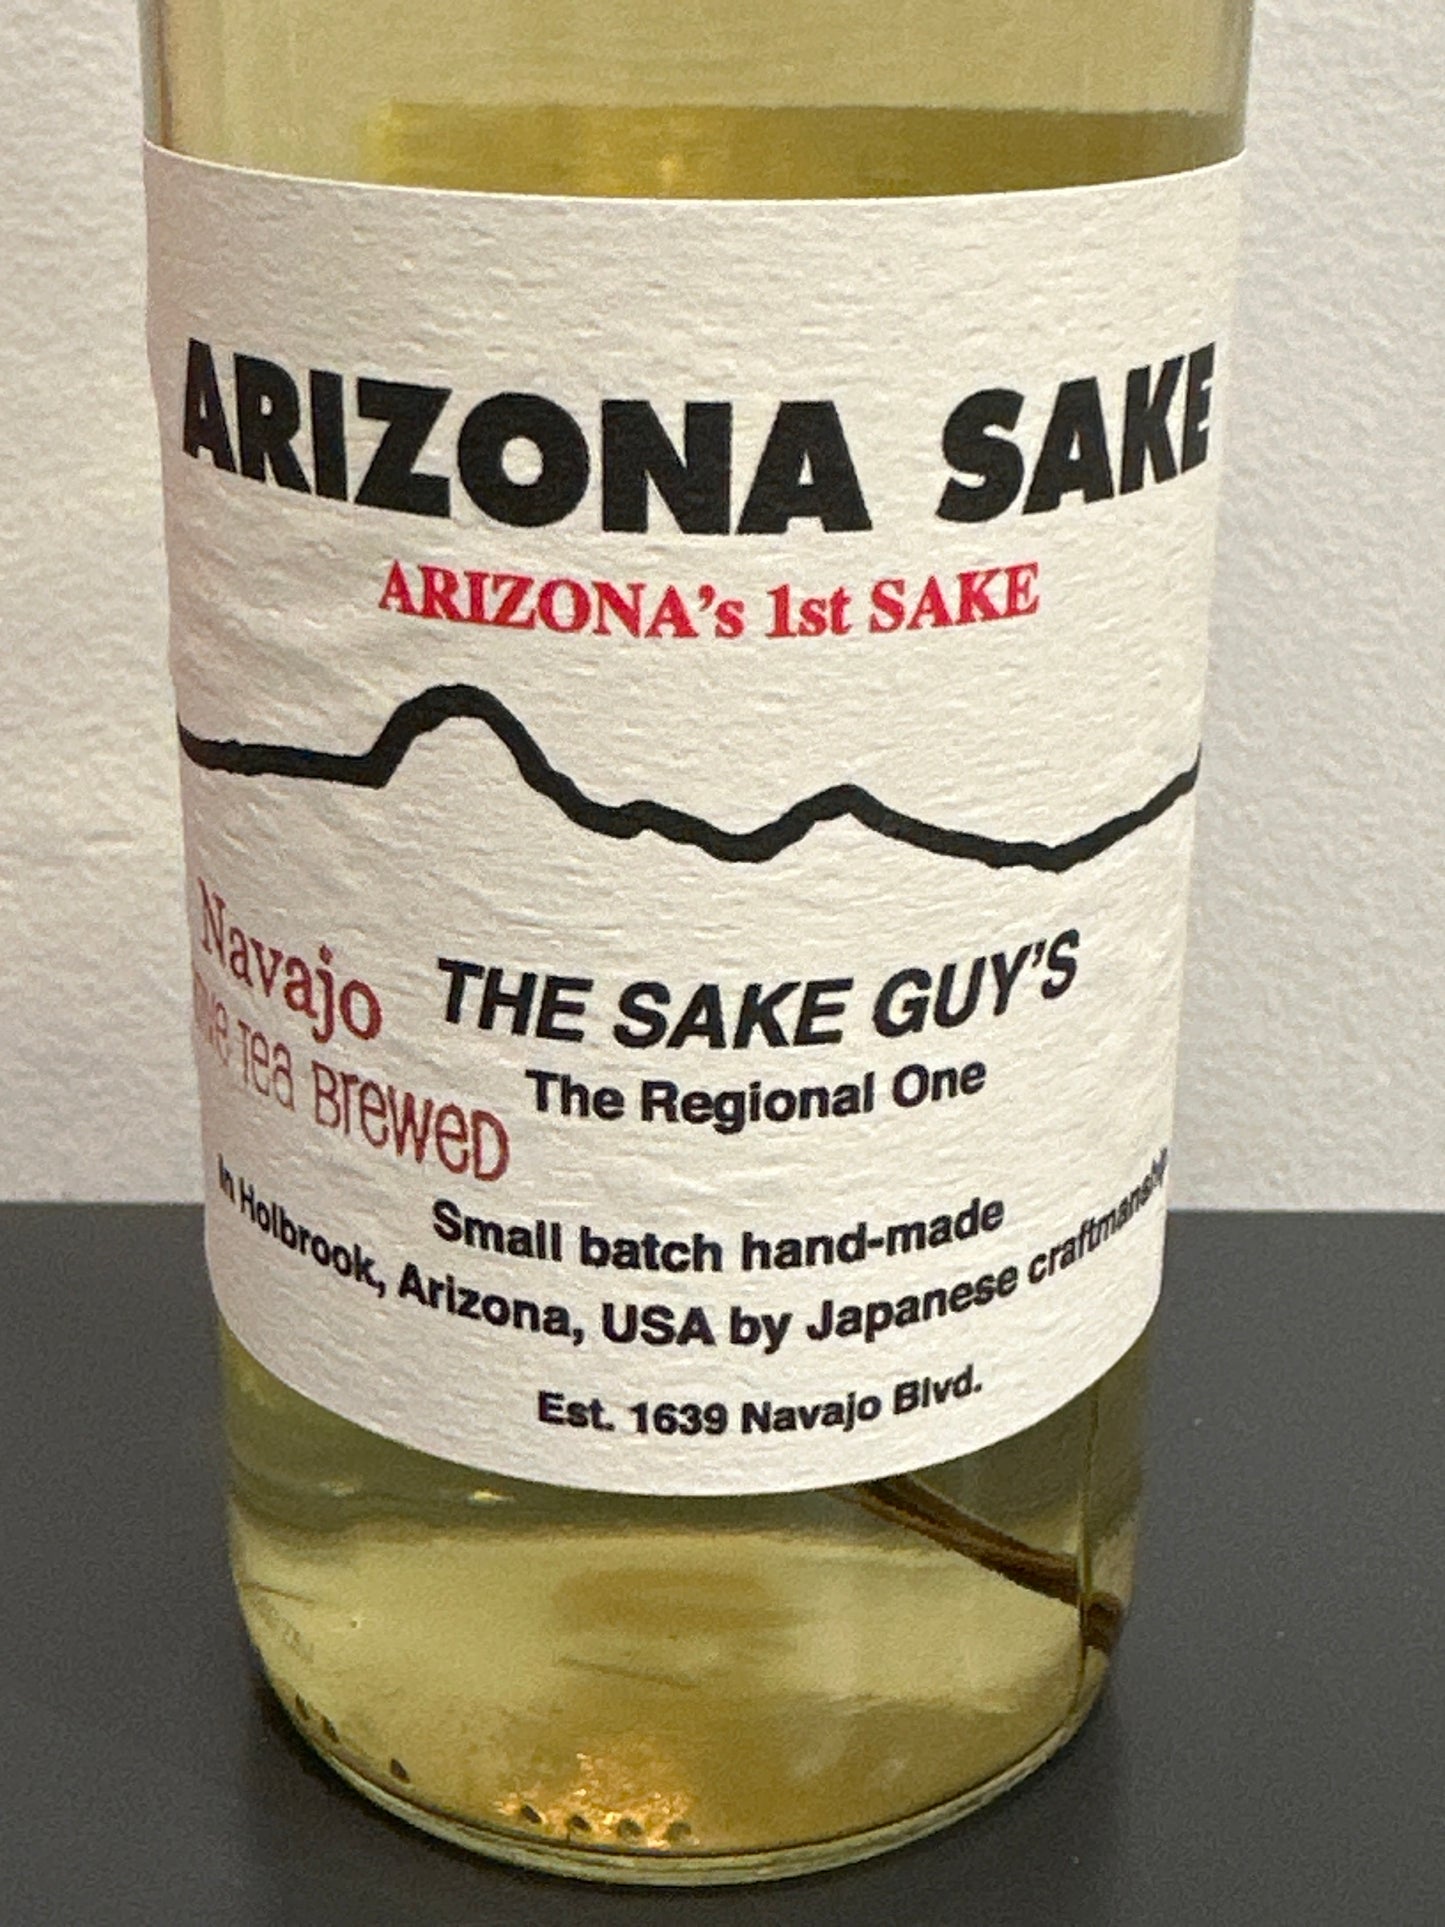 ARIZONA SAKE
ARIZONA's 1st SAKE
Navajo
Tea Brewed
THE SAKE GUY'S
The Regional One
Small batch hand-made
In Holbrook, Arizona, USA by Japanese craftmanship
Est. 1639 Navajo Blvd.